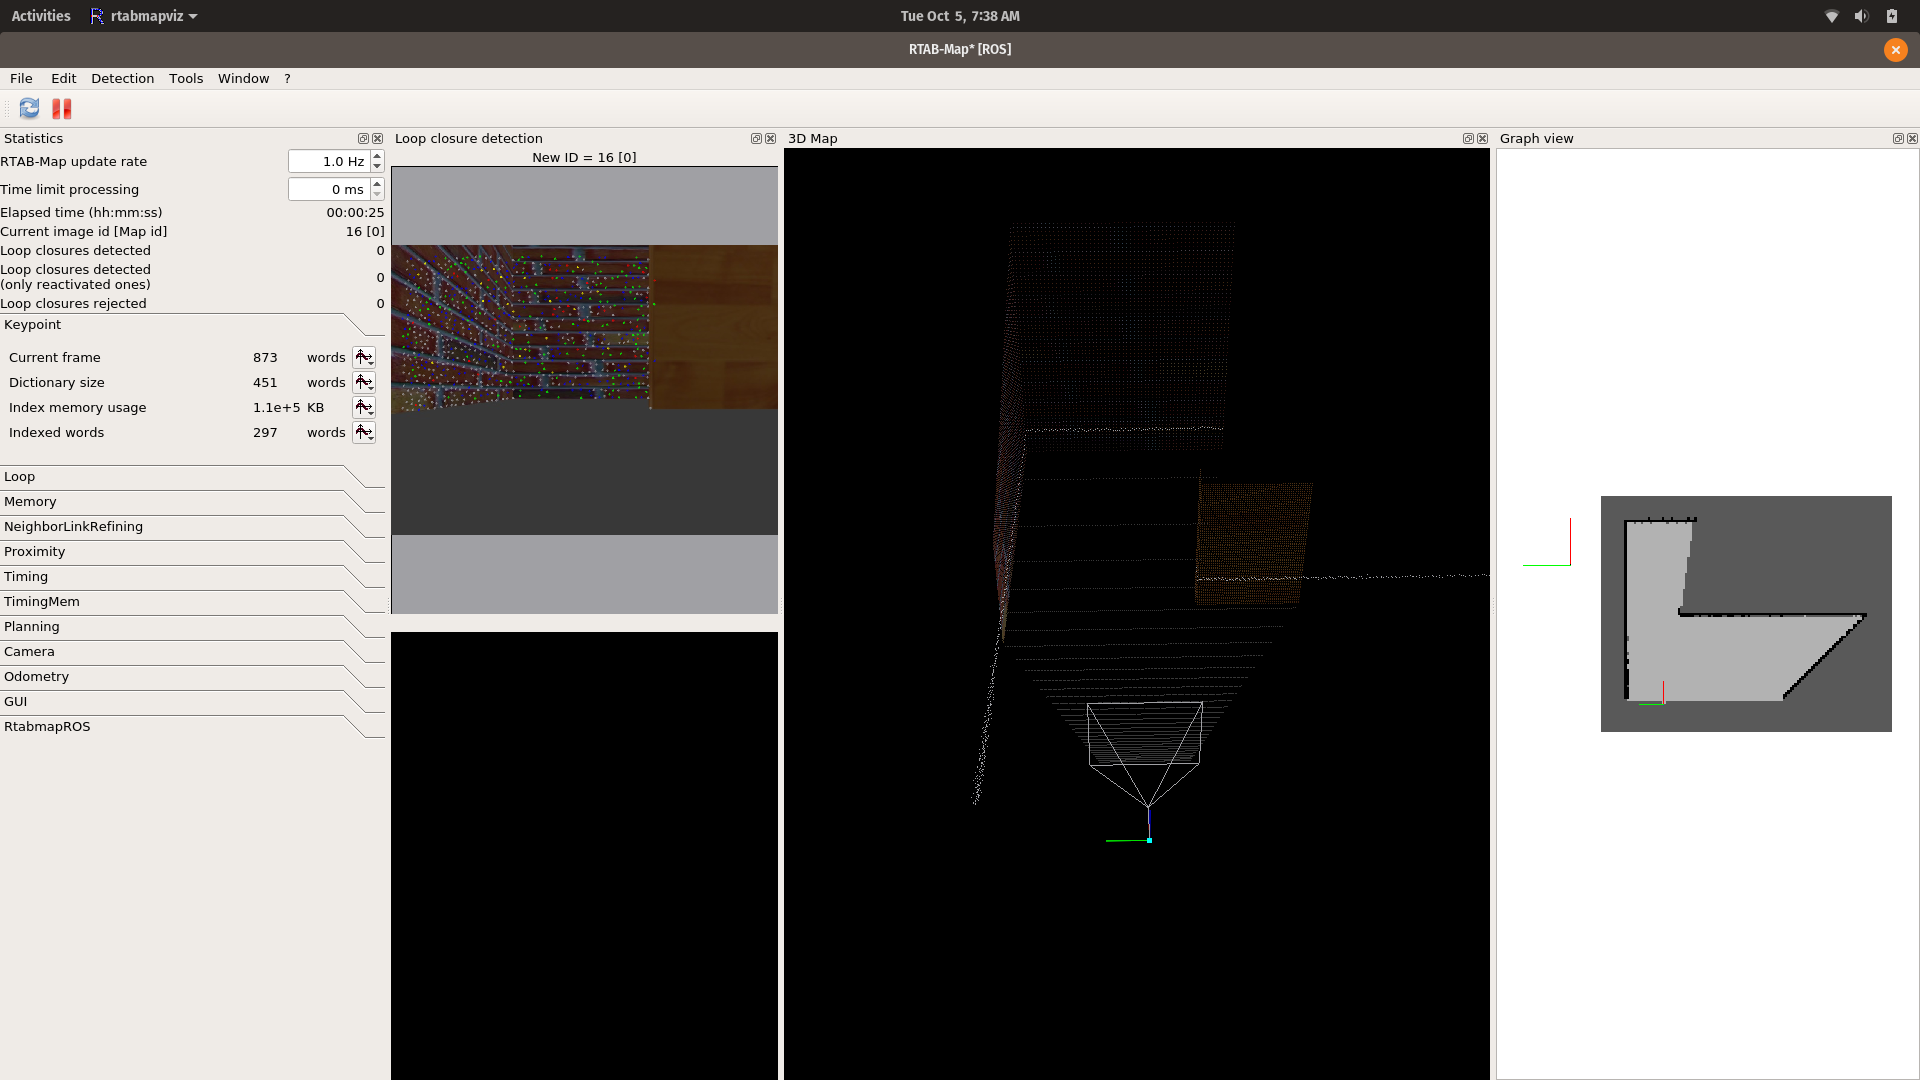 Activities
rtabmapviz
Tue Oct 5, 7:38 AM
RTAB-Map* [ROS]
File Edit Detection Tools Window ?
Statistics
RTAB-Map update rate 1.0 Hz
Time limit processing 0 ms
Elapsed time (hh:mm:ss) 00:00:25
Current image id [Map id] 16 [0]
Loop closures detected 0
Loop closures detected
(only reactivated ones) 0
Loop closures rejected 0
Keypoint
Current frame 873 words
Dictionary size 451 words
Index memory usage 1.1e+5 KB
Indexed words 297 words
Loop
Memory
NeighborLinkRefining
Proximity
Timing
TimingMem
Planning
Camera
Odometry
GUI
RtabmapROS
Loop closure detection
New ID = 16 [0]
3D Map
Graph view